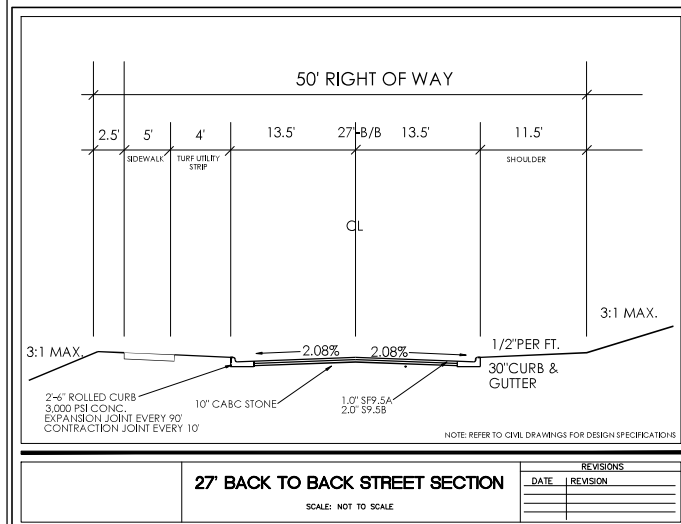 50' RIGHT OF WAY
2.5' 5' 4' 13.5' 27'-B/B 13.5' 11.5'
SIDEWALK TURF UTILITY STRIP SHOULDER
CL
3:1 MAX.
3:1 MAX. 2.08% 2.08% 1/2"PER FT.
30"CURB & GUTTER
2'-6" ROLLED CURB
3,000 PSI CONC.
EXPANSION JOINT EVERY 90'
CONTRACTION JOINT EVERY 10'
10" CABC STONE
1.0" SF9.5A
2.0" S9.5B
NOTE: REFER TO CIVIL DRAWINGS FOR DESIGN SPECIFICATIONS
27' BACK TO BACK STREET SECTION
SCALE: NOT TO SCALE
REVISIONS
DATE REVISION